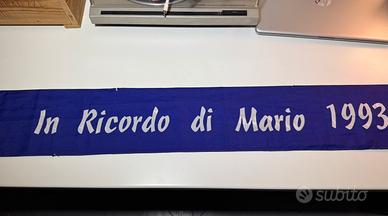 In Ricordo di Mario 1993
subito